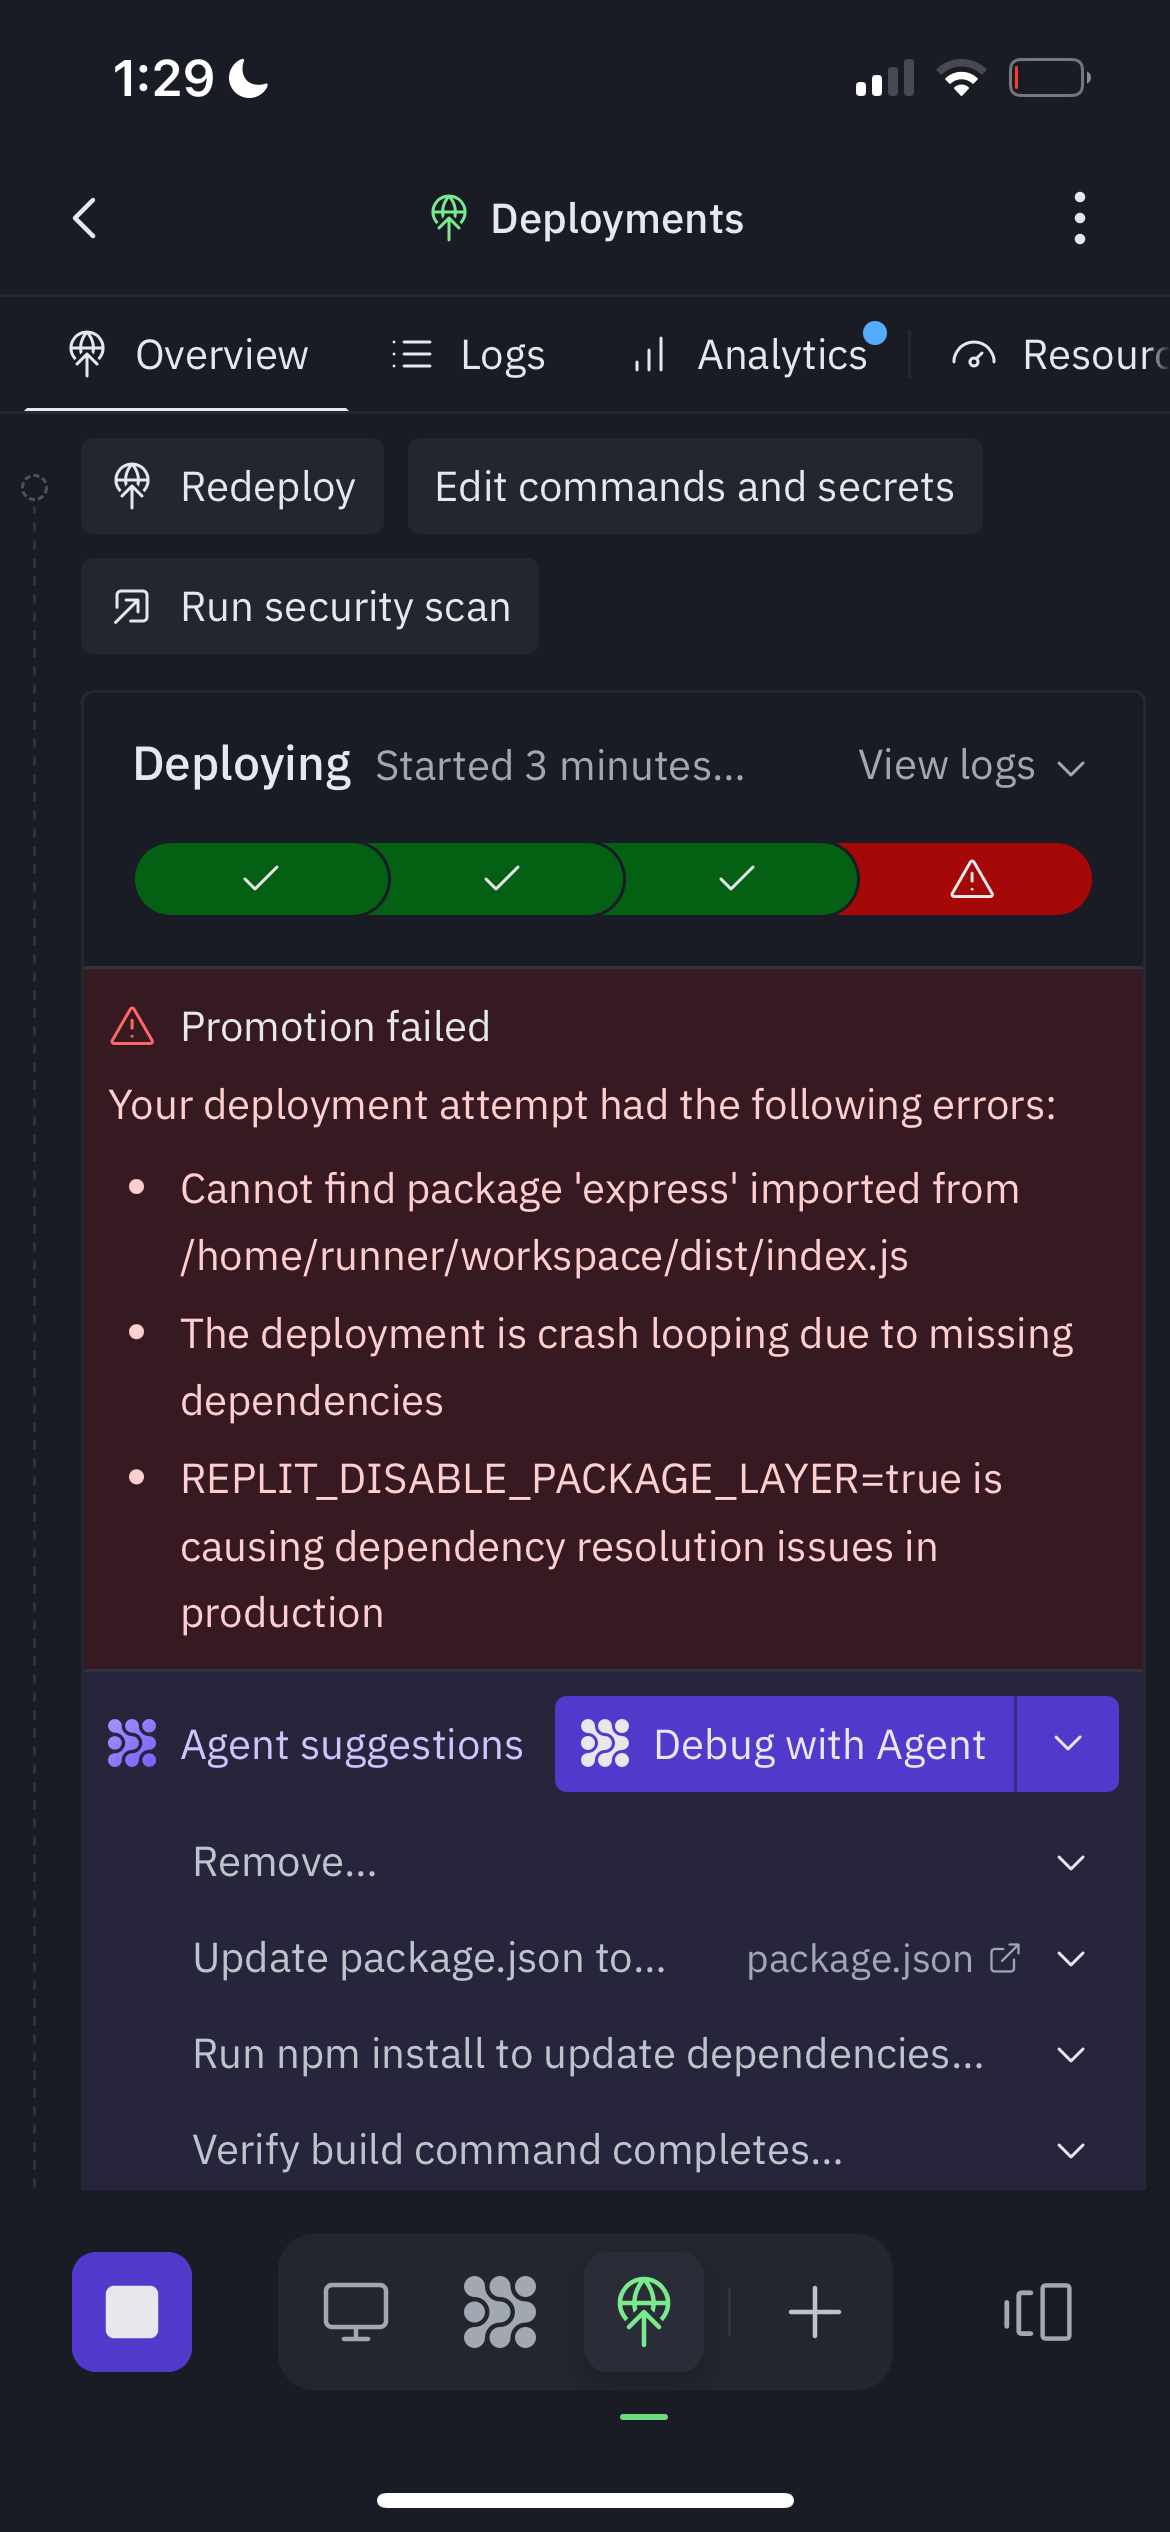 1:29
Deployments
Overview
Logs
Analytics
Resourc
Redeploy
Edit commands and secrets
Run security scan
Deploying Started 3 minutes... View logs
Promotion failed
Your deployment attempt had the following errors:
• Cannot find package 'express' imported from
/home/runner/workspace/dist/index.js
• The deployment is crash looping due to missing
dependencies
• REPLIT_DISABLE_PACKAGE_LAYER=true is
causing dependency resolution issues in
production
Agent suggestions
Debug with Agent
Remove...
Update package.json to... package.json
Run npm install to update dependencies...
Verify build command completes...